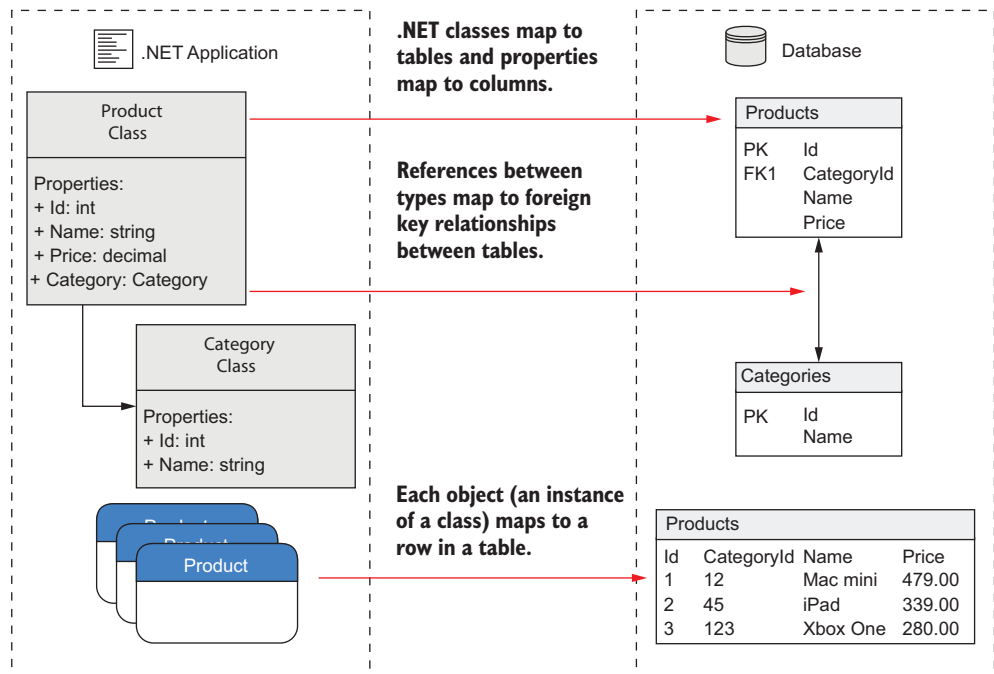 .NET Application
.NET classes map to
tables and properties
map to columns.
Database
Product
Class
Properties:
+ Id: int
+ Name: string
+ Price: decimal
+ Category: Category
References between
types map to foreign
key relationships
between tables.
Products
PK Id
FK1 CategoryId
Name
Price
Category
Class
Properties:
+ Id: int
+ Name: string
Categories
PK Id
Name
Product
Product
Product
Each object (an instance
of a class) maps to a
row in a table.
Products
Id CategoryId Name Price
1 12 Mac mini 479.00
2 45 iPad 339.00
3 123 Xbox One 280.00